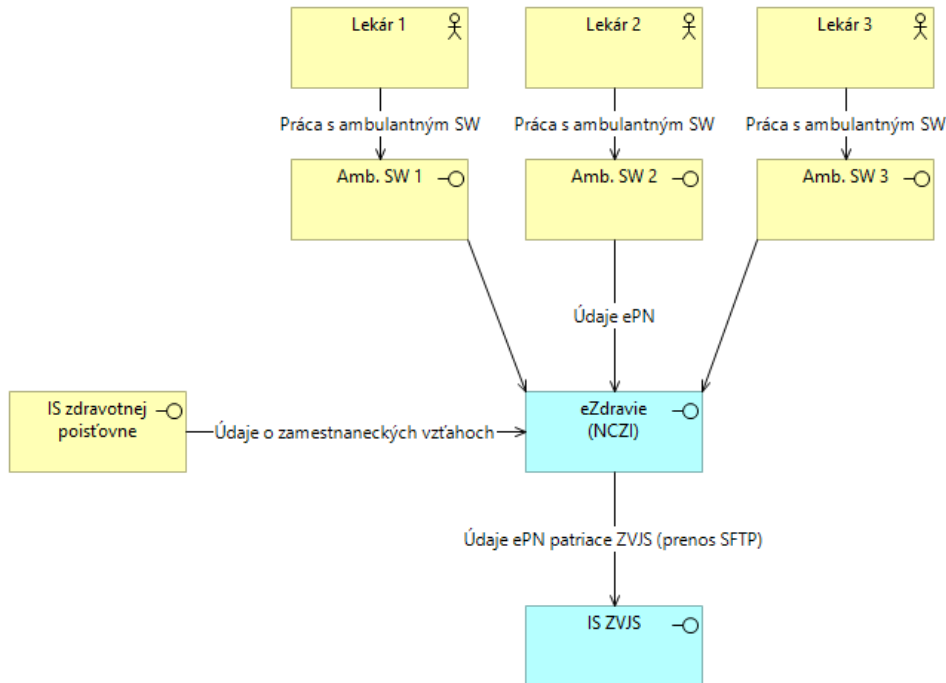 Lekár 1
Lekár 2
Lekár 3
Práca s ambulantným SW
Práca s ambulantným SW
Práca s ambulantným SW
Amb. SW 1
Amb. SW 2
Amb. SW 3
Údaje ePN
IS zdravotnej
poisťovne
Údaje o zamestnaneckých vzťahoch
eZdravie
(NCZI)
Údaje ePN patriace ZVJS (prenos SFTP)
IS ZVJS